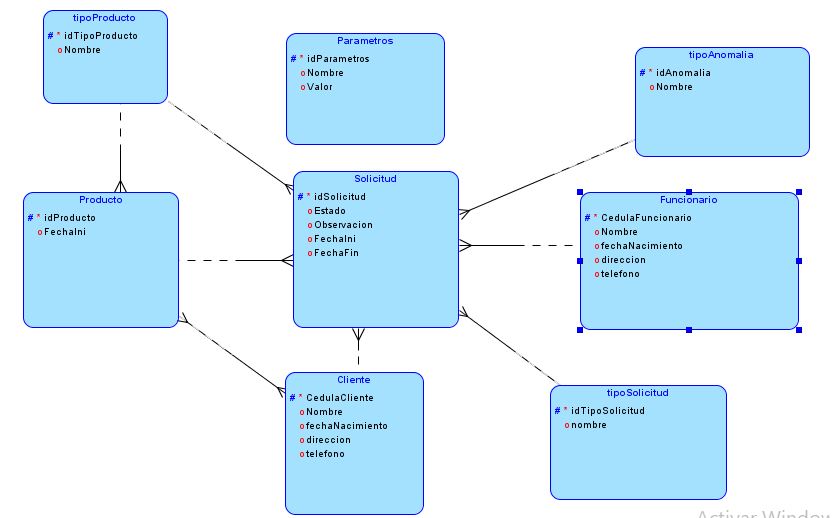 tipoProducto
# * idTipoProducto
o Nombre
Parametros
# * idParametros
o Nombre
o Valor
tipoAnomalia
# * idAnomalia
o Nombre
Producto
# * idProducto
o FechaIni
Solicitud
# * idSolicitud
o Estado
o Observacion
o FechaIni
o FechaFin
Funcionario
# * CedulaFuncionario
o Nombre
o fechaNacimiento
o direccion
o telefono
Cliente
# * CedulaCliente
o Nombre
o fechaNacimiento
o direccion
o telefono
tipoSolicitud
# * idTipoSolicitud
o nombre
Activar Window